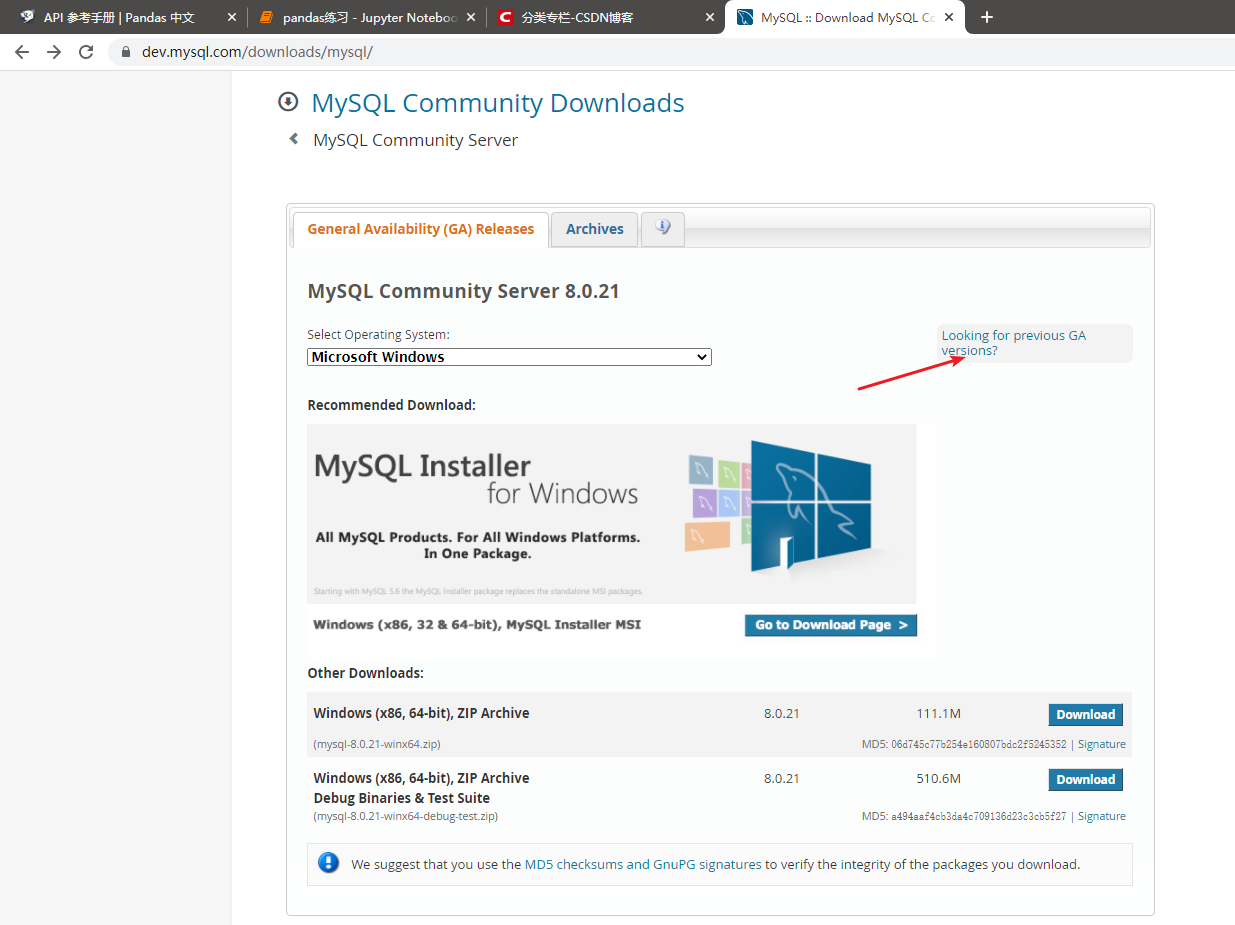 API 参考手册 | Pandas 中文
pandas练习 - Jupyter Noteboo
分类专栏-CSDN博客
MySQL :: Download MySQL Co
dev.mysql.com/downloads/mysql/
MySQL Community Downloads
MySQL Community Server
General Availability (GA) Releases
Archives
MySQL Community Server 8.0.21
Select Operating System:
Microsoft Windows
Looking for previous GA
versions?
Recommended Download:
MySQL Installer
for Windows
All MySQL Products. For All Windows Platforms.
In One Package.
Starting with MySQL 5.6 the MySQL Installer package replaces the standalone MSI packages.
Windows (x86, 32 & 64-bit), MySQL Installer MSI
Go to Download Page >
Other Downloads:
Windows (x86, 64-bit), ZIP Archive
8.0.21
111.1M
Download
(mysql-8.0.21-winx64.zip)
MD5: 06d745c77b254e160807bdc2f5245352 | Signature
Windows (x86, 64-bit), ZIP Archive
8.0.21
510.6M
Download
Debug Binaries & Test Suite
(mysql-8.0.21-winx64-debug-test.zip)
MD5: a494aaf4cb3da4c709136d23c3cb5f27 | Signature
We suggest that you use the MD5 checksums and GnuPG signatures to verify the integrity of the packages you download.